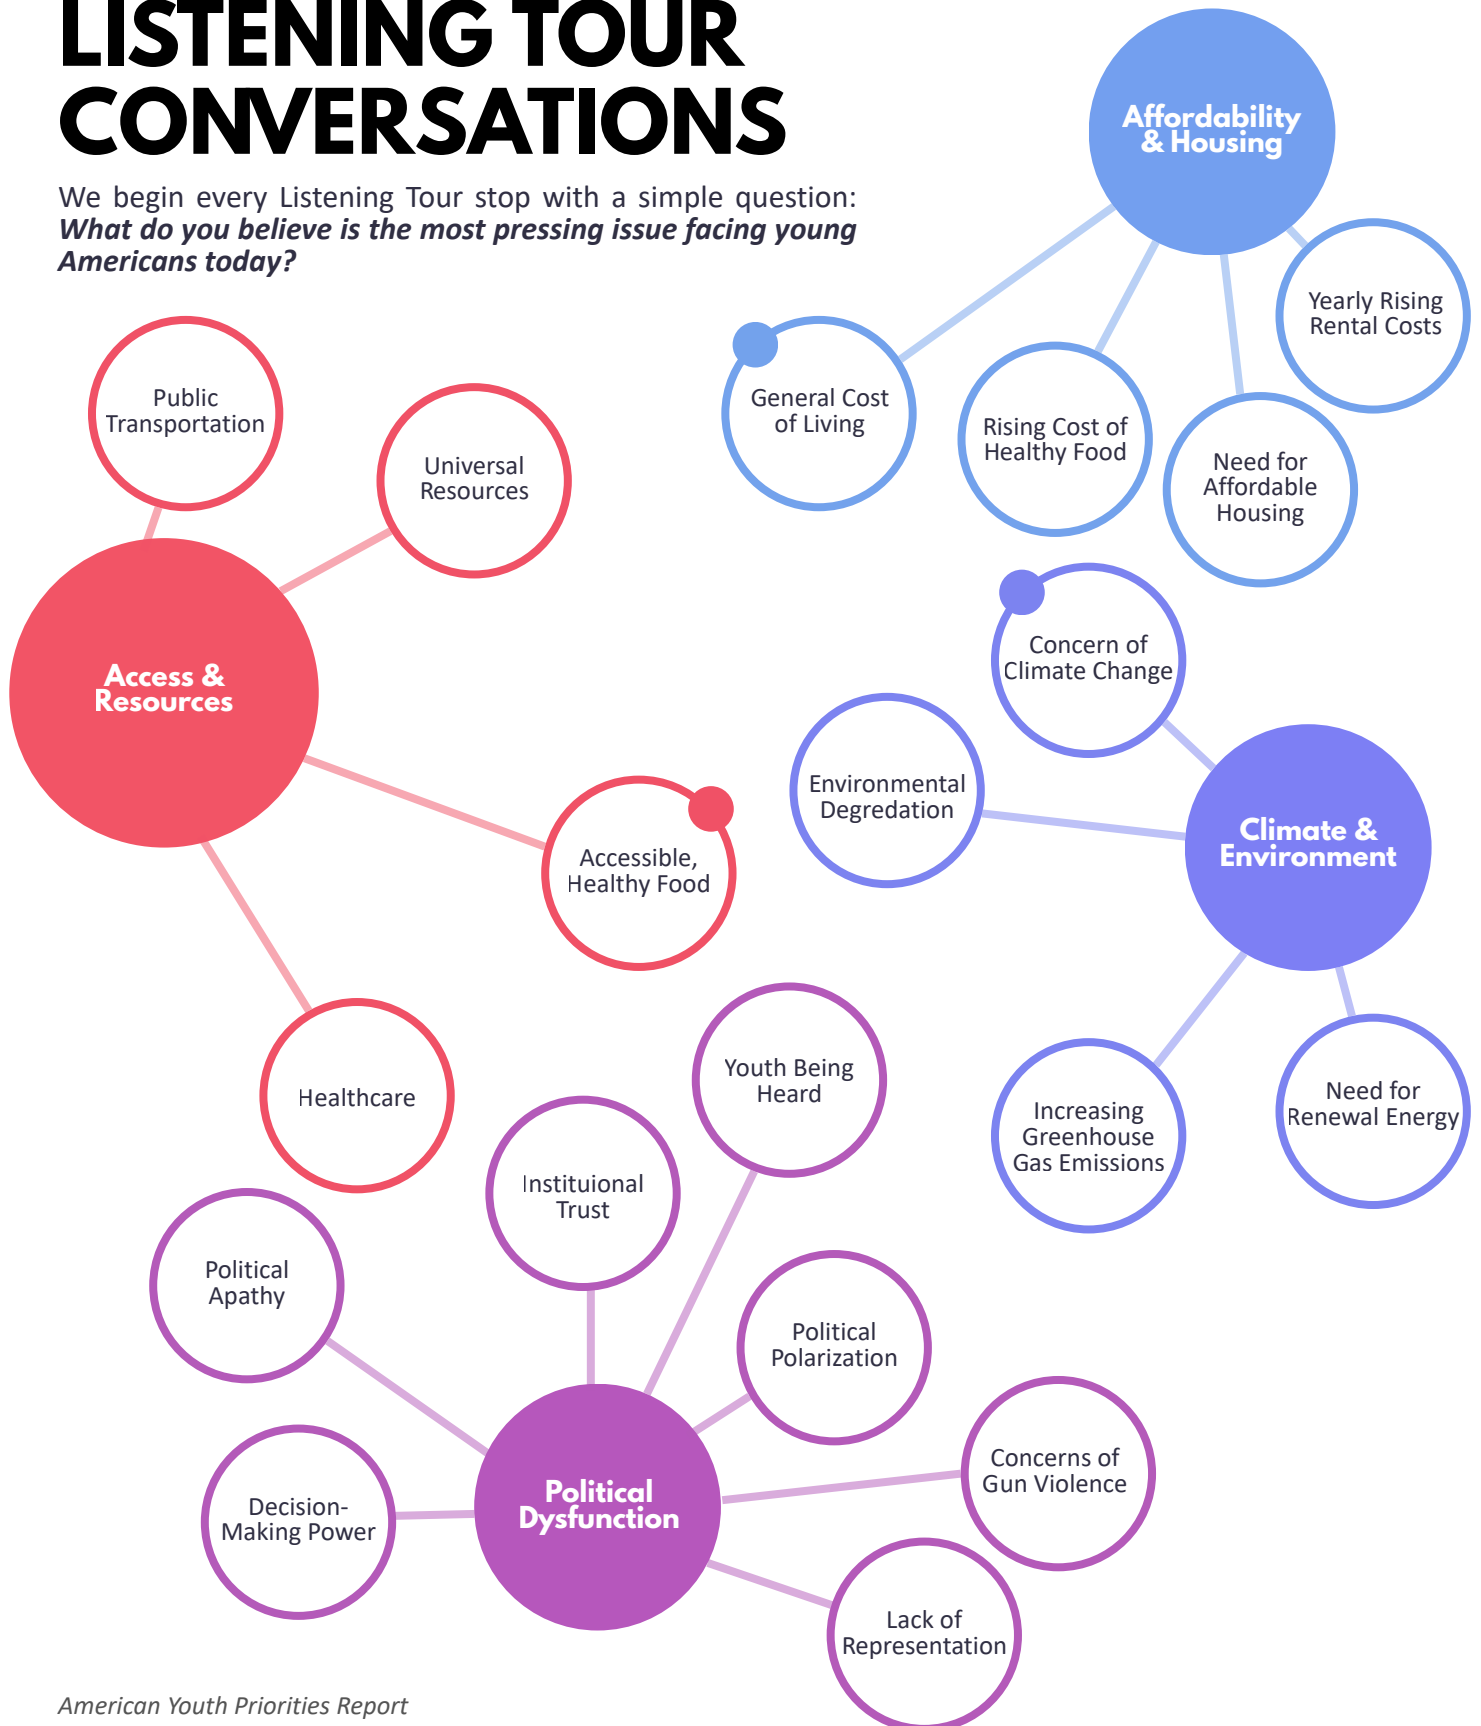 LISTENING TOUR
CONVERSATIONS
We begin every Listening Tour stop with a simple question:
What do you believe is the most pressing issue facing young
Americans today?
Affordability
& Housing
General Cost
of Living
Rising Cost of
Healthy Food
Need for
Affordable
Housing
Yearly Rising
Rental Costs
Public
Transportation
Universal
Resources
Access &
Resources
Accessible,
Healthy Food
Healthcare
Concern of
Climate Change
Environmental
Degredation
Climate &
Environment
Increasing
Greenhouse
Gas Emissions
Need for
Renewal Energy
Youth Being
Heard
Instituional
Trust
Political
Apathy
Political
Polarization
Decision-
Making Power
Political
Dysfunction
Concerns of
Gun Violence
Lack of
Representation
American Youth Priorities Report